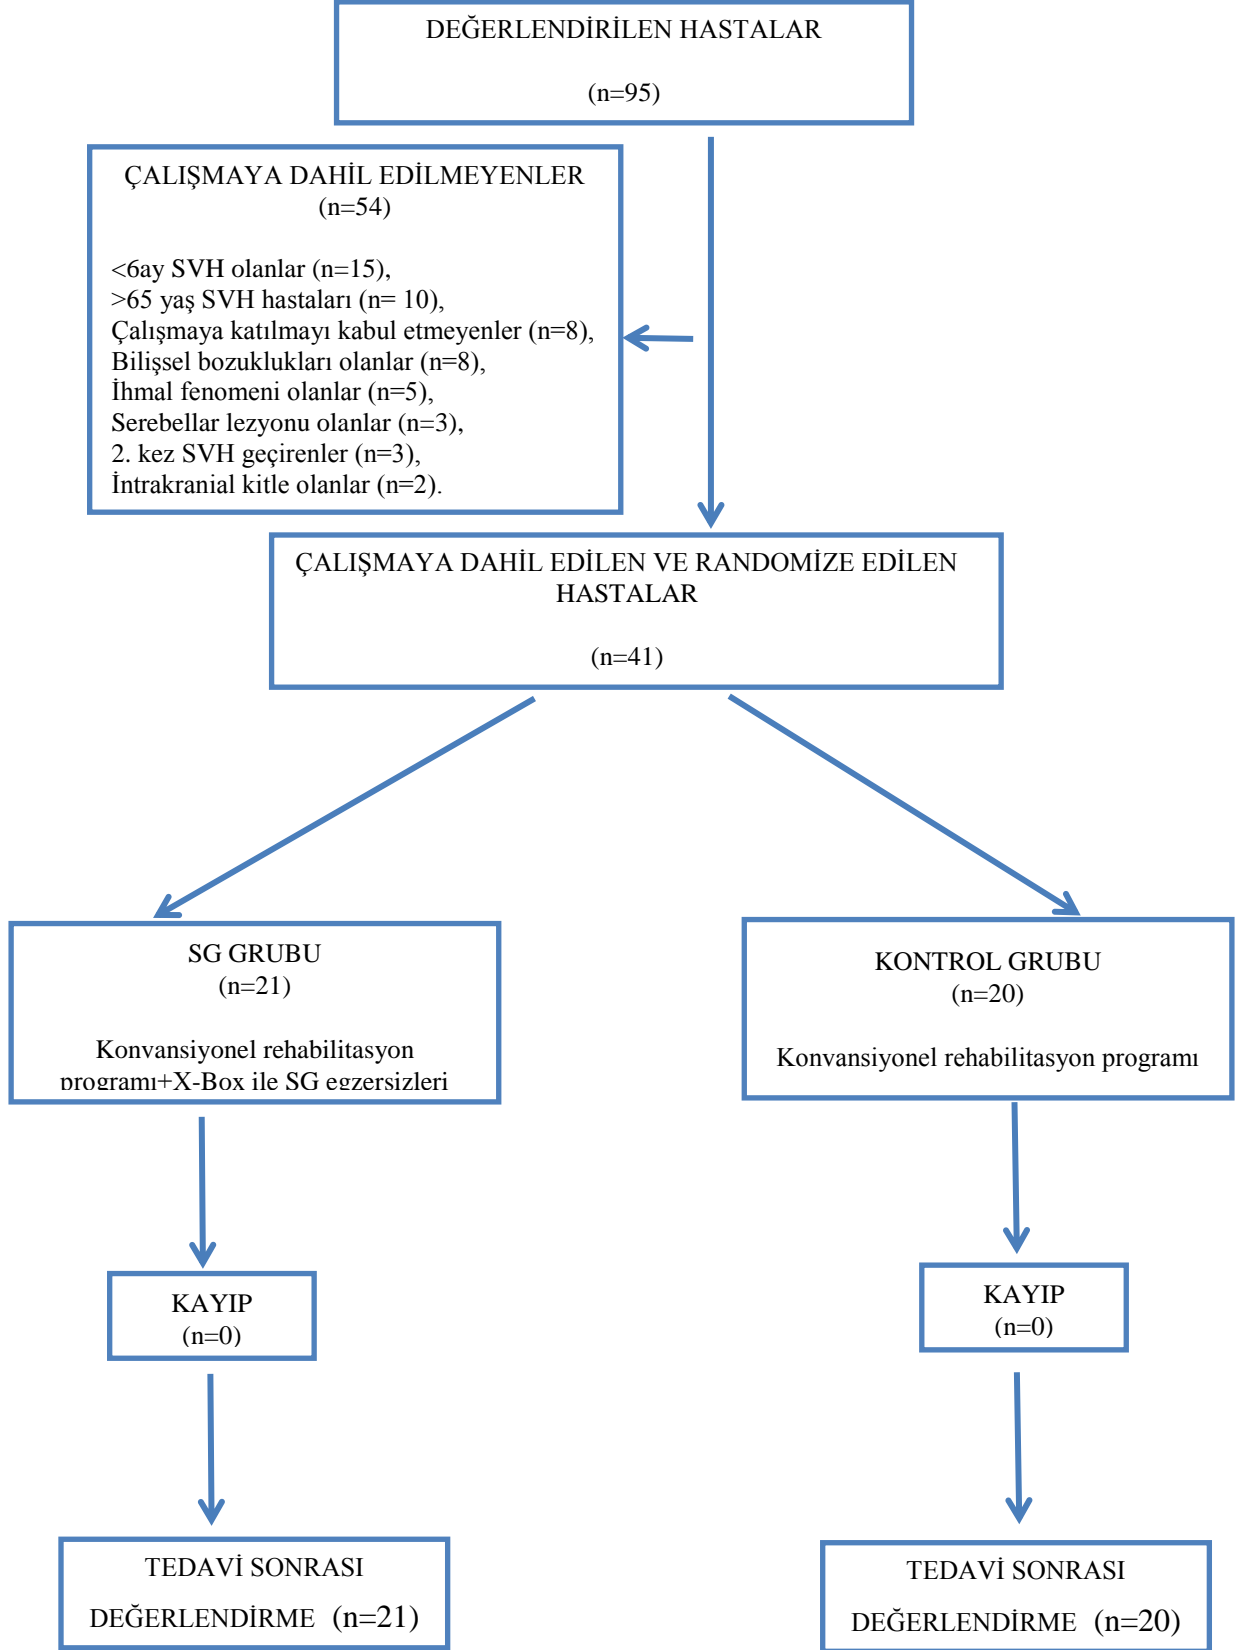 DEĞERLENDİRİLEN HASTALAR
(n=95)
ÇALIŞMAYA DAHİL EDİLMEYENLER
(n=54)
<6ay SVH olanlar (n=15),
>65 yaş SVH hastaları (n= 10),
Çalışmaya katılmayı kabul etmeyenler (n=8),
Bilişsel bozuklukları olanlar (n=8),
İhmal fenomeni olanlar (n=5),
Serebellar lezyonu olanlar (n=3),
2. kez SVH geçirenler (n=3),
İntrakranial kitle olanlar (n=2).
ÇALIŞMAYA DAHİL EDİLEN VE RANDOMİZE EDİLEN
HASTALAR
(n=41)
SG GRUBU
(n=21)
Konvansiyonel rehabilitasyon
programı+X-Box ile SG egzersizleri
KONTROL GRUBU
(n=20)
Konvansiyonel rehabilitasyon programı
KAYIP
(n=0)
KAYIP
(n=0)
TEDAVİ SONRASI
DEĞERLENDİRME (n=21)
TEDAVİ SONRASI
DEĞERLENDİRME (n=20)